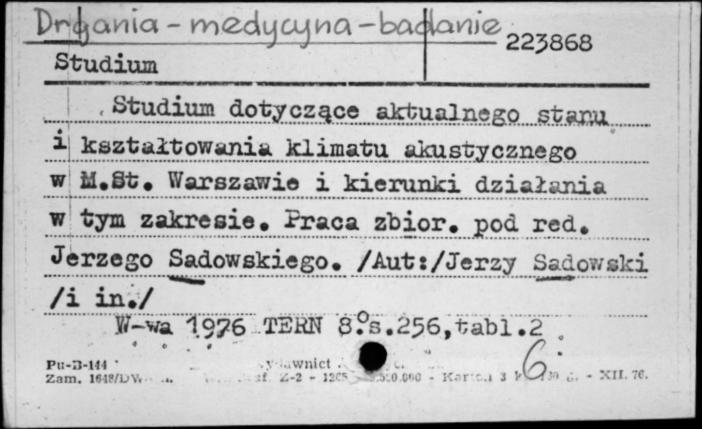 Drgania - medycyna - badanie
223868
Studium
Studium dotyczące aktualnego stanu
i kształtowania klimatu akustycznego
w M.St. Warszawie i kierunki działania
w tym zakresie. Praca zbior. pod red.
Jerzego Sadowskiego. /Aut:/Jerzy Sadowski
/i in./
W-wa 1976 TERN 8.° s.256,tabl.2
6
Pu-B-144
Zam. 1648/DW Z-2 - - XII. 76.